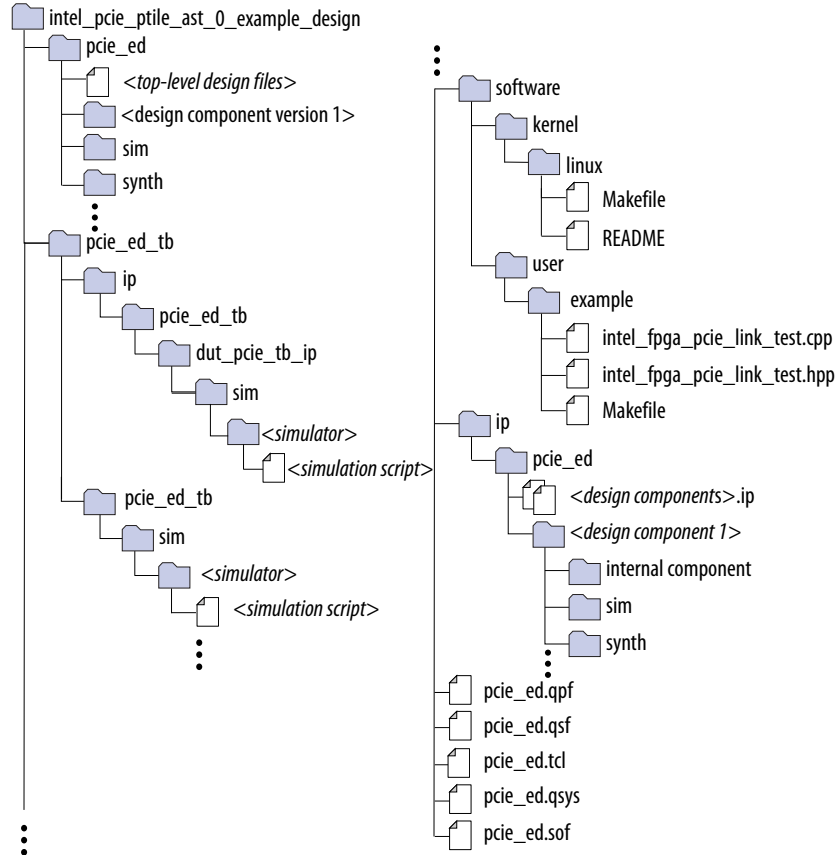 intel_pcie_ptile_ast_0_example_design
pcie_ed
<top-level design files>
<design component version 1>
sim
synth
pcie_ed_tb
ip
pcie_ed_tb
dut_pcie_tb_ip
sim
<simulator>
<simulation script>
pcie_ed_tb
sim
<simulator>
<simulation script>
software
kernel
linux
Makefile
README
user
example
intel_fpga_pcie_link_test.cpp
intel_fpga_pcie_link_test.hpp
Makefile
ip
pcie_ed
<design components>.ip
<design component 1>
internal component
sim
synth
pcie_ed.qpf
pcie_ed.qsf
pcie_ed.tcl
pcie_ed.qsys
pcie_ed.sof